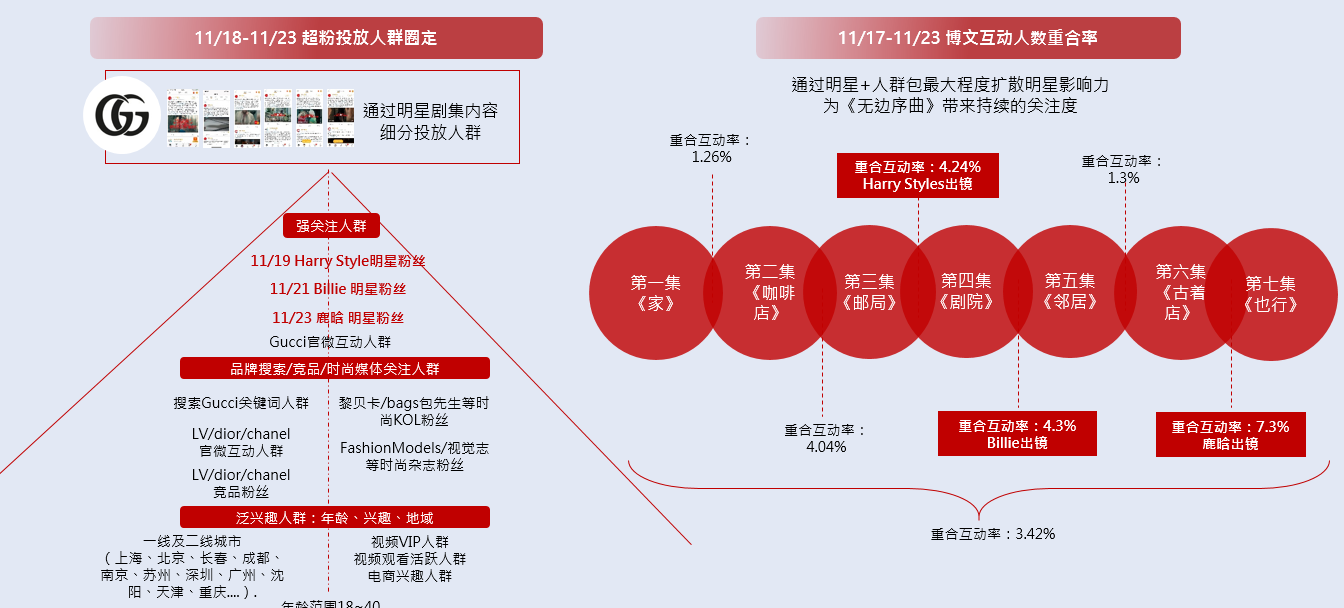 11/18-11/23 超粉投放人群圈定
通过明星剧集内容
细分投放人群
强关注人群
11/19 Harry Style明星粉丝
11/21 Billie 明星粉丝
11/23 鹿晗 明星粉丝
Gucci官微互动人群
品牌搜索/竞品/时尚媒体关注人群
搜索Gucci关键词人群
LV/dior/chanel
官微互动人群
LV/dior/chanel
竞品粉丝
黎贝卡/bags包先生等时
尚KOL粉丝
FashionModels/视觉志
等时尚杂志粉丝
泛兴趣人群：年龄、兴趣、地域
一线及二线城市
（上海、北京、长春、成都、
南京、苏州、深圳、广州、沈
阳、天津、重庆....）.
视频VIP人群
视频观看活跃人群
电商兴趣人群
年龄范围18~40
11/17-11/23 博文互动人数重合率
通过明星+人群包最大程度扩散明星影响力
为《无边序曲》带来持续的关注度
重合互动率：
1.26%
重合互动率：4.24%
Harry Styles出镜
重合互动率：
1.3%
第一集
《家》
第二集
《咖啡
店》
第三集
《邮局》
第四集
《剧院》
第五集
《邻居》
第六集
《古着
店》
第七集
《也行》
重合互动率：
4.04%
重合互动率：4.3%
Billie出镜
重合互动率：7.3%
鹿晗出镜
重合互动率：3.42%